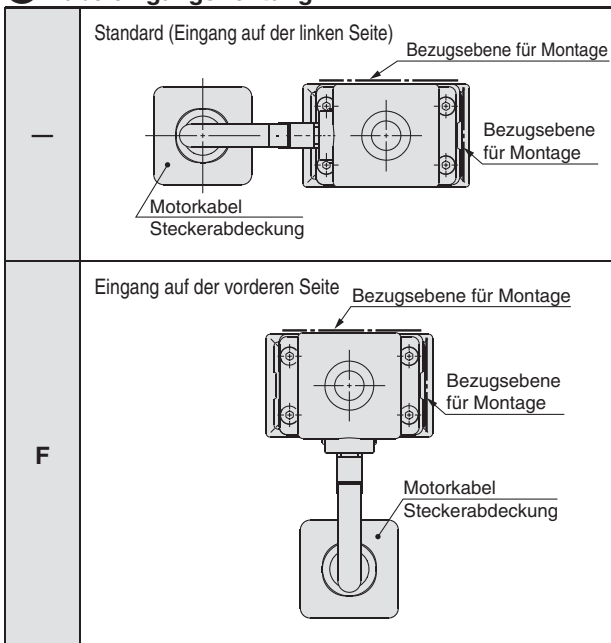 —
Standard (Eingang auf der linken Seite)
Bezugsebene für Montage
Bezugsebene
für Montage
Motorkabel
Steckerabdeckung
F
Eingang auf der vorderen Seite
Bezugsebene für Montage
Bezugsebene
für Montage
Motorkabel
Steckerabdeckung